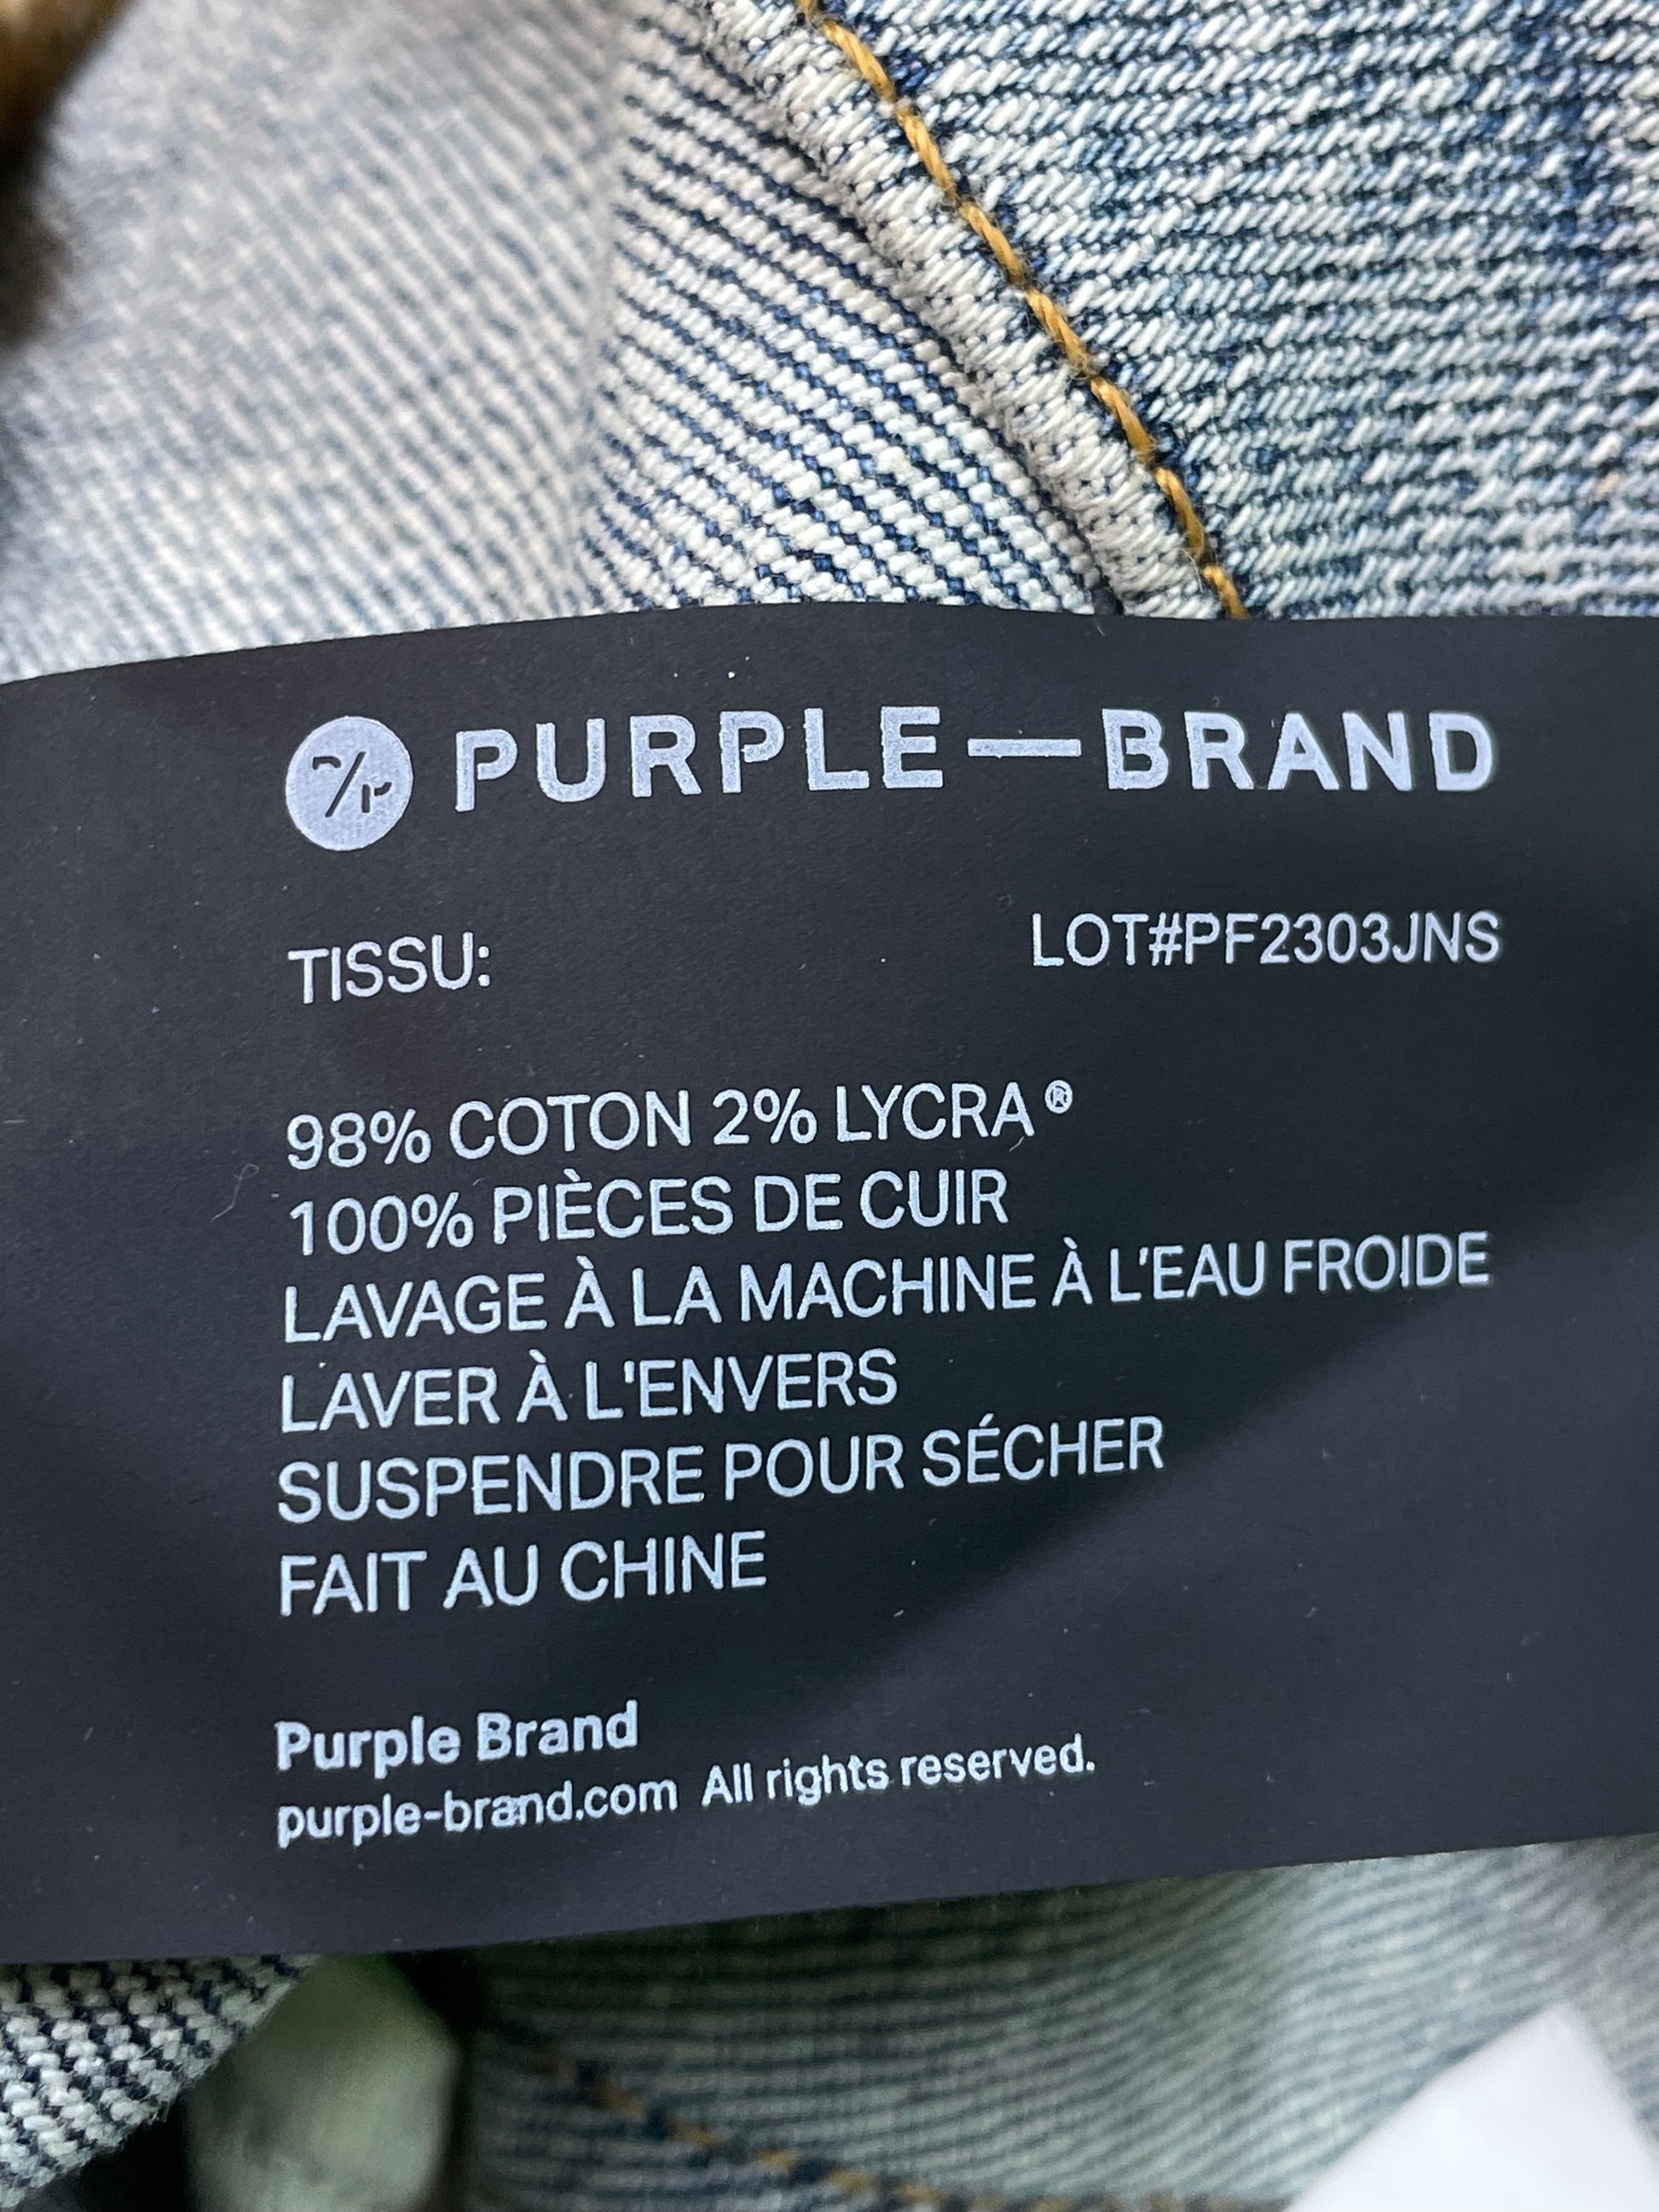 PURPLE—BRAND
TISSU: LOT#PF2303JNS
98% COTON 2% LYCRA®
100% PIÈCES DE CUIR
LAVAGE À LA MACHINE À L'EAU FROIDE
LAVER À L'ENVERS
SUSPENDRE POUR SÉCHER
FAIT AU CHINE
Purple Brand
purple-brand.com All rights reserved.